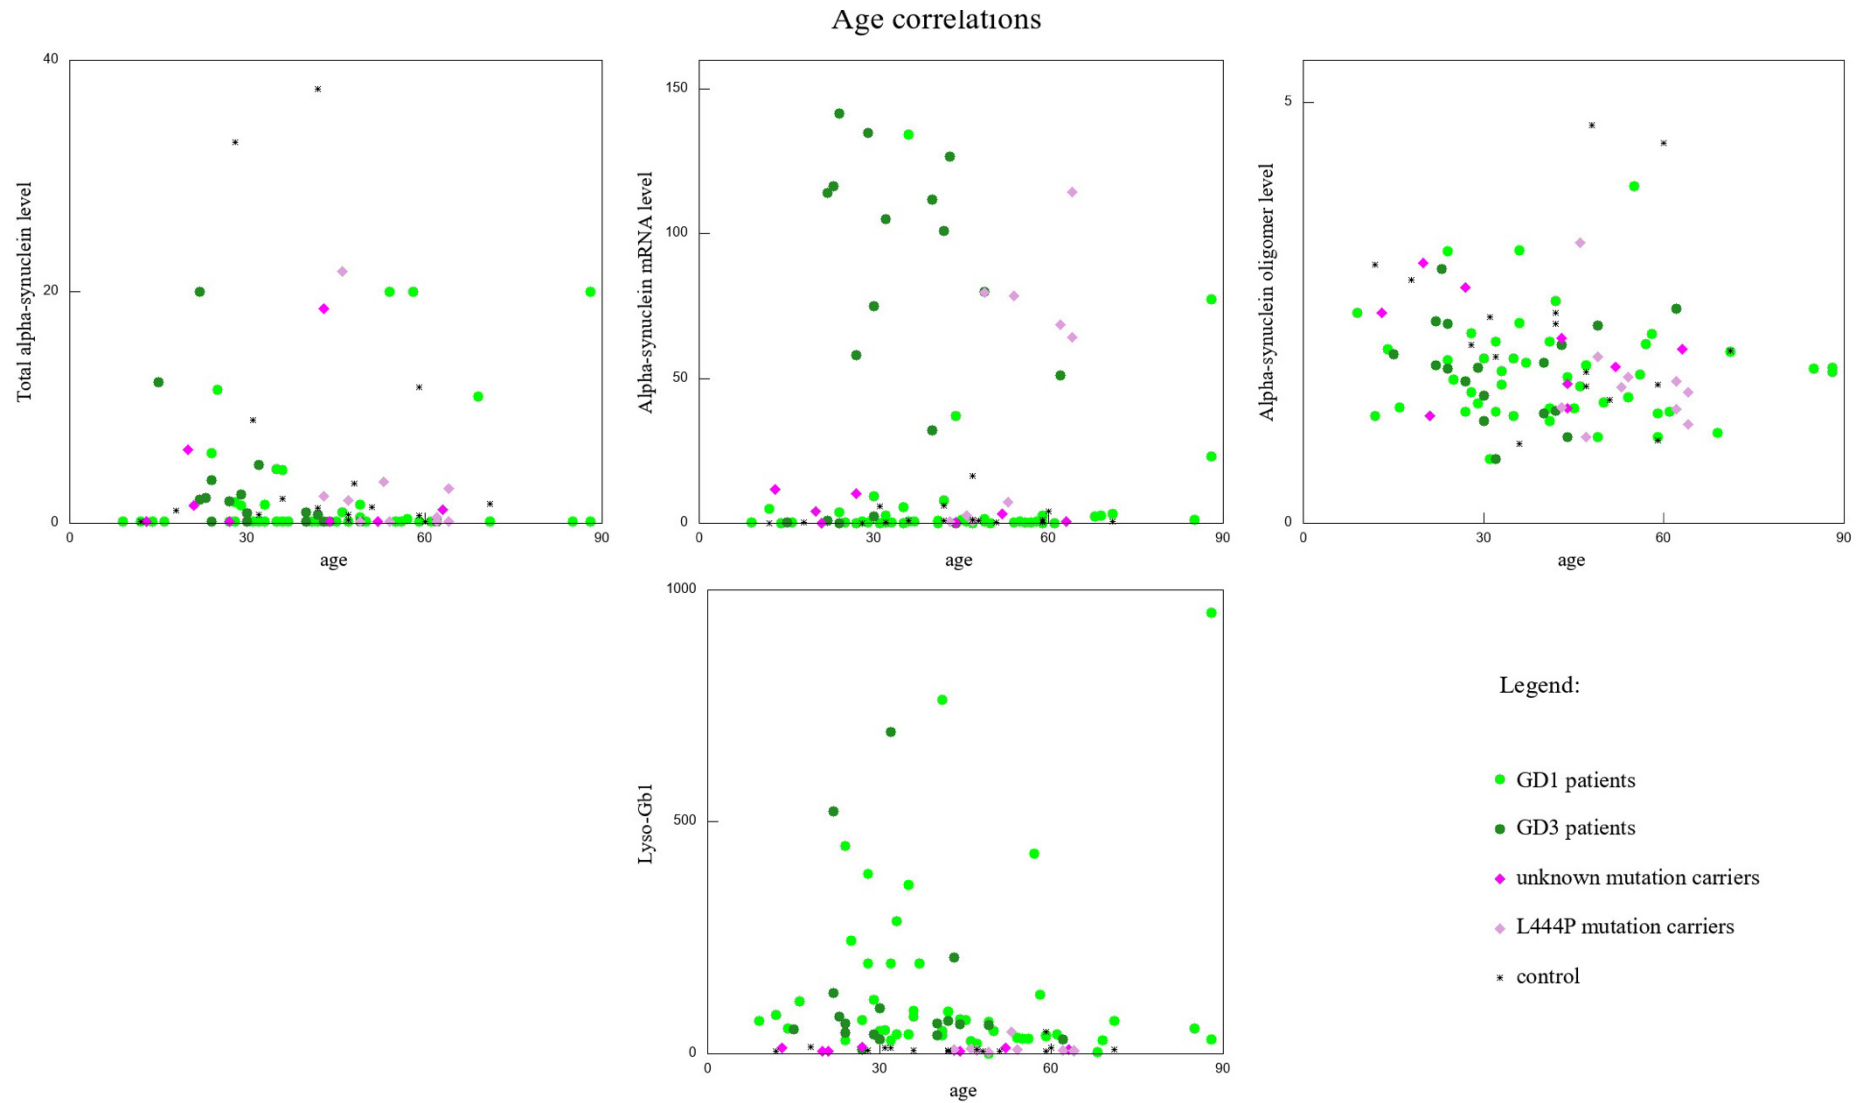 Age correlations
Total alpha-synuclein level
40
20
0
0 30 60 90
age
Alpha-synuclein mRNA level
150
100
50
0
0 30 60 90
age
Alpha-synuclein oligomer level
5
0
0 30 60 90
age
Lyso-Gb1
1000
500
0
0 30 60 90
age
Legend:
GD1 patients
GD3 patients
unknown mutation carriers
L444P mutation carriers
control